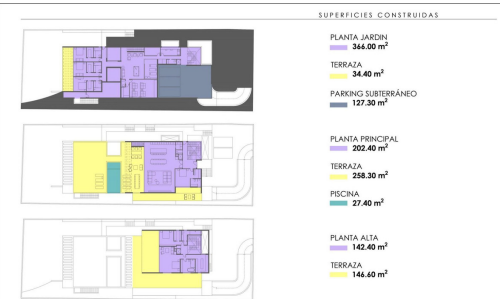 SUPERFICIES CONSTRUIDAS
PLANTA JARDIN
366.00 m²
TERRAZA
34.40 m²
PARKING SUBTERRÁNEO
127.30 m²
PLANTA PRINCIPAL
202.40 m²
TERRAZA
258.30 m²
PISCINA
27.40 m²
PLANTA ALTA
142.40 m²
TERRAZA
146.60 m²